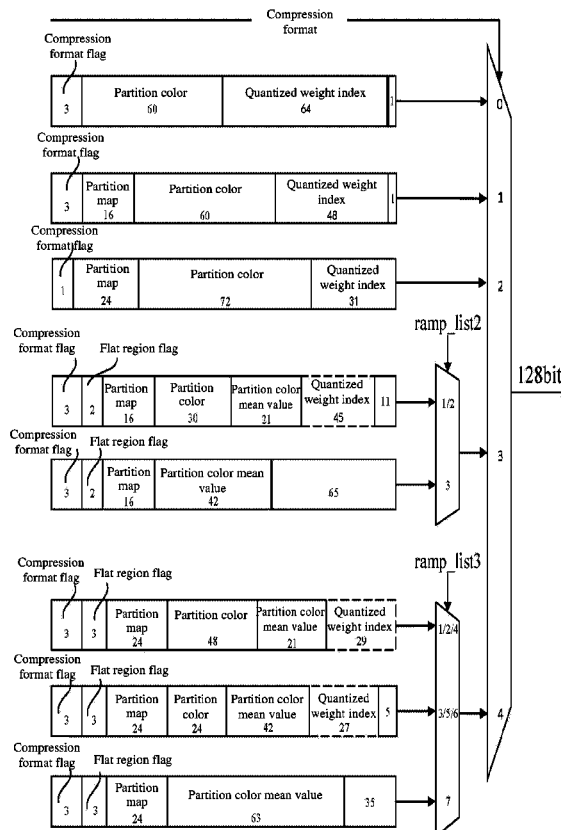 Compression
format
Compression
format flag
3
Partition color
60
Quantized weight index
64
1
0
Compression
format flag
3
Partition
map
16
Partition color
60
Quantized weight
index
48
1
1
Compression
format flag
1
Partition
map
24
Partition color
72
Quantized
weight index
31
2
ramp_list2
128bit
Compression
format flag
Flat region flag
3
2
Partition
map
16
Partition
color
30
Partition color
mean value
21
Quantized
weight index
45
11
1/2
3
Compression
format flag
Flat region flag
3
2
Partition
map
16
Partition color mean
value
42
65
3
ramp_list3
Compression
format flag
Flat region flag
3
3
Partition
map
24
Partition color
48
Partition color
mean value
21
Quantized
weight index
29
1/2/4
Compression
format flag
Flat region flag
3
3
Partition
map
24
Partition
color
24
Partition color
mean value
42
Quantized
weight index
27
5
3/5/6
4
Compression
format flag
Flat region flag
3
3
Partition
map
24
Partition color mean value
63
35
7